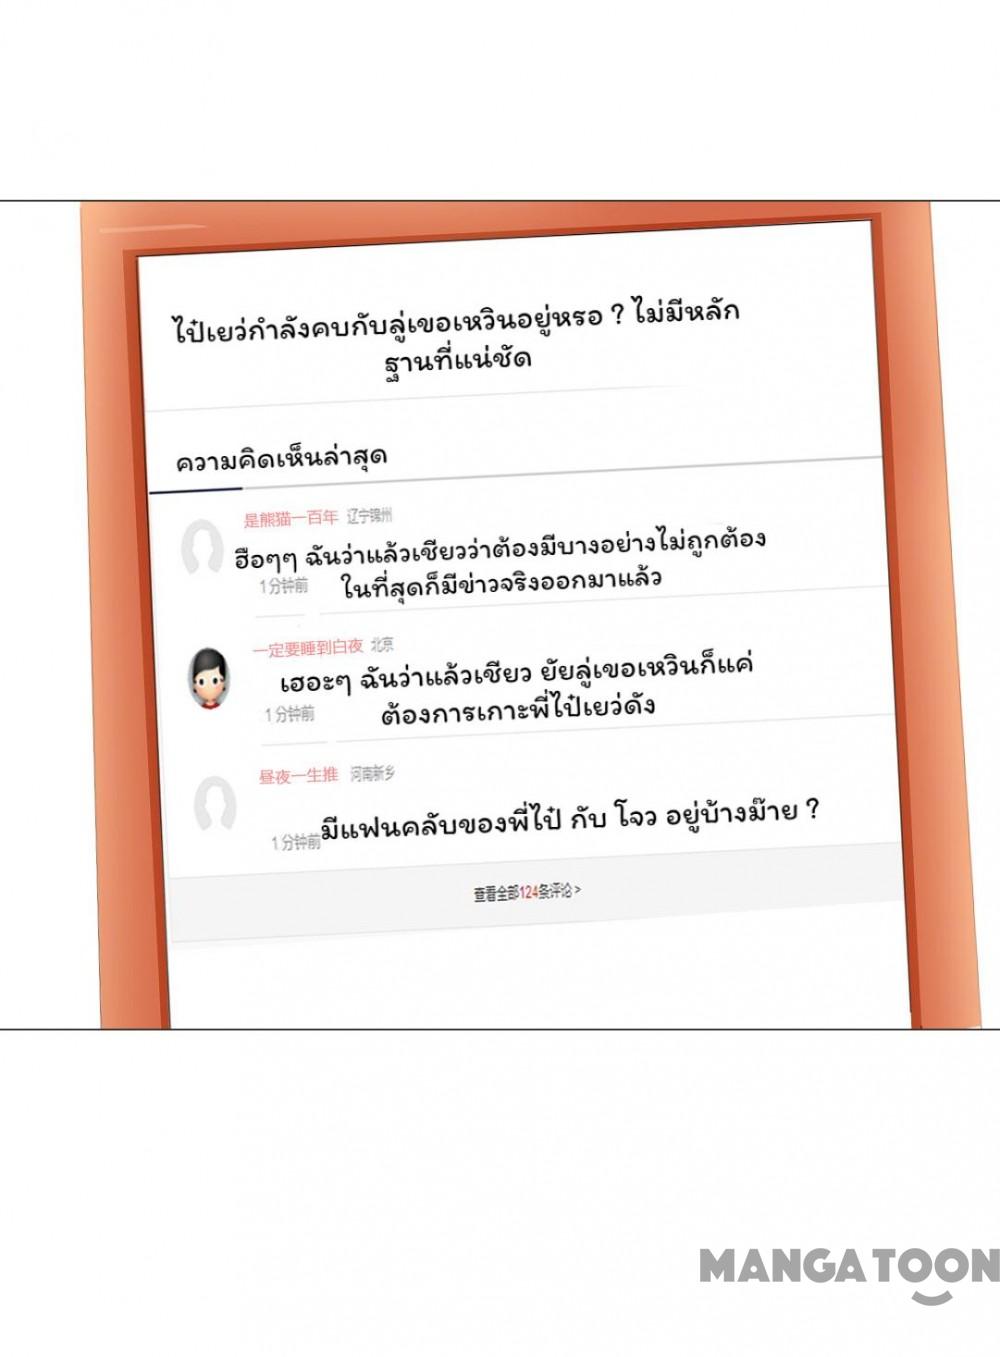 ไป๋เยว่กำลังคบกับลู่เขอเหวินอยู่หรอ ? ไม่มีหลัก
ฐานที่แน่ชัด
ความคิดเห็นล่าสุด
是熊猫一百年 辽宁锦州
ฮือๆๆ ฉันว่าแล้วเชียวว่าต้องมีบางอย่างไม่ถูกต้อง
1分钟前 ในที่สุดก็มีข่าวจริงออกมาแล้ว
一定要睡到白夜 北京
เฮอะๆ ฉันว่าแล้วเชียว ยัยลู่เขอเหวินก็แค่
1分钟前 ต้องการเกาะพี่ไป๋เยว่ดัง
昼夜一生推 河南新乡
1分钟前 มีแฟนคลับของพี่ไป๋ กับ โจว อยู่บ้างม๊าย ?
查看全部124条评论 >
MANGATOON